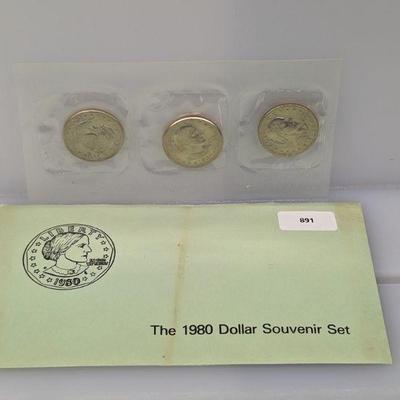 891
LIBERTY
1980
The 1980 Dollar Souvenir Set